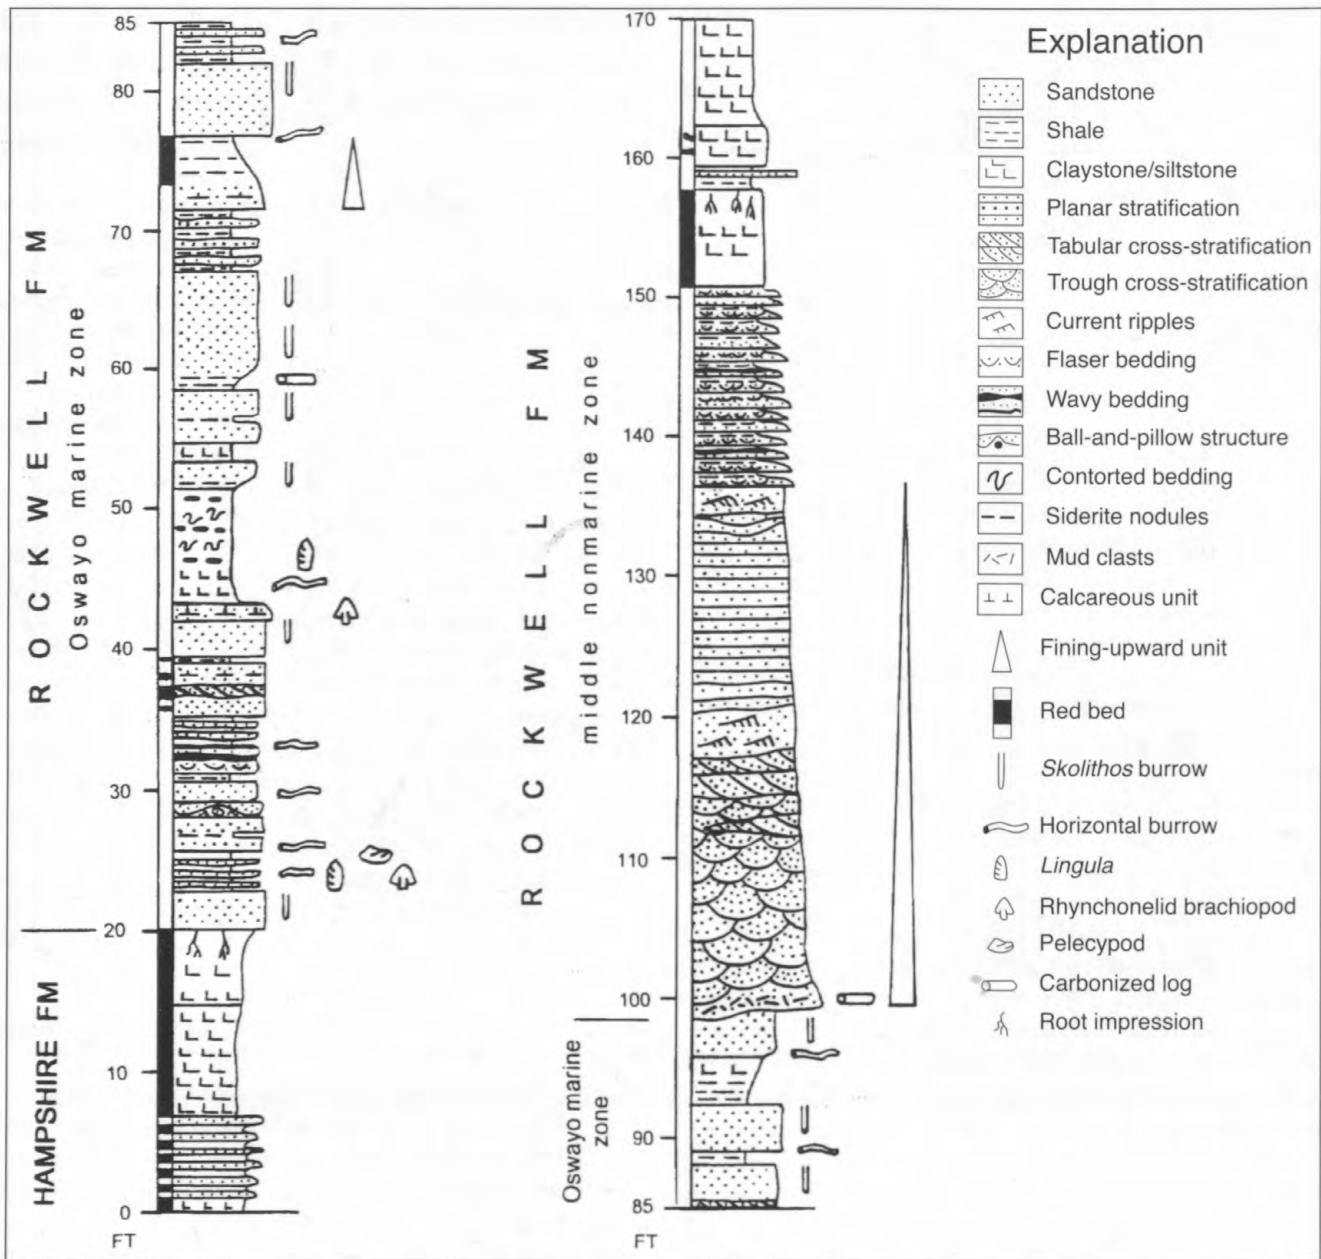 85
80
70
60
50
40
30
20
10
0
FT
ROCKWELL FM
Oswayo marine zone
HAMPSHIRE FM
170
160
150
140
130
120
110
100
90
85
FT
ROCKWELL FM
middle nonmarine zone
Oswayo marine
zone
Explanation
Sandstone
Shale
Claystone/siltstone
Planar stratification
Tabular cross-stratification
Trough cross-stratification
Current ripples
Flaser bedding
Wavy bedding
Ball-and-pillow structure
Contorted bedding
Siderite nodules
Mud clasts
Calcareous unit
Fining-upward unit
Red bed
Skolithos burrow
Horizontal burrow
Lingula
Rhynchonelid brachiopod
Pelecypod
Carbonized log
Root impression